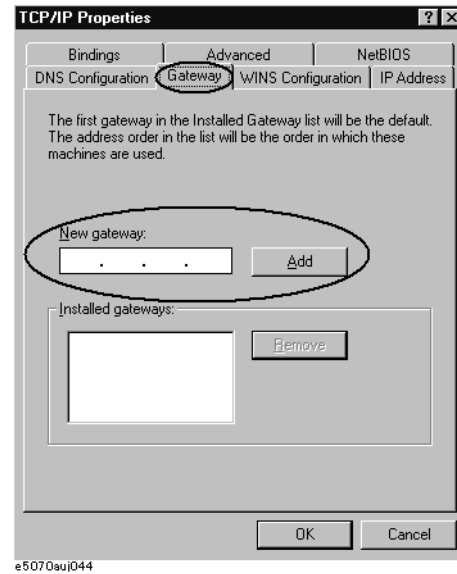 TCP/IP Properties
Bindings Advanced NetBIOS
DNS Configuration Gateway WINS Configuration IP Address
The first gateway in the Installed Gateway list will be the default.
The address order in the list will be the order in which these
machines are used.
New gateway:
. . .
Add
Installed gateways:
Remove
OK Cancel
e5070auj044